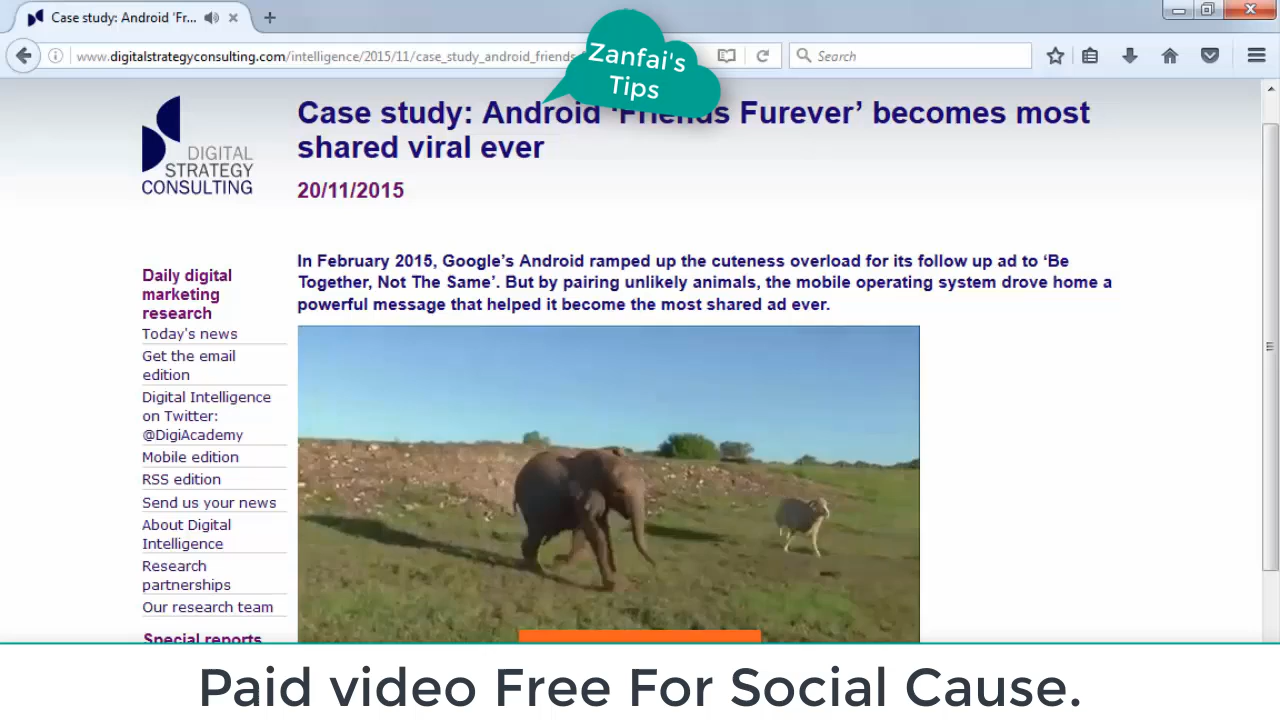 Case study: Android 'Fr...
www.digitalstrategyconsulting.com/intelligence/2015/11/case_study_android_friends
Search
Zanfai's
Tips
Case study: Android ‘Friends Furever’ becomes most
shared viral ever
20/11/2015
DIGITAL
STRATEGY
CONSULTING
In February 2015, Google’s Android ramped up the cuteness overload for its follow up ad to ‘Be
Together, Not The Same’. But by pairing unlikely animals, the mobile operating system drove home a
powerful message that helped it become the most shared ad ever.
Daily digital
marketing
research
Today's news
Get the email
edition
Digital Intelligence
on Twitter:
@DigiAcademy
Mobile edition
RSS edition
Send us your news
About Digital
Intelligence
Research
partnerships
Our research team
Special reports
Paid video Free For Social Cause.